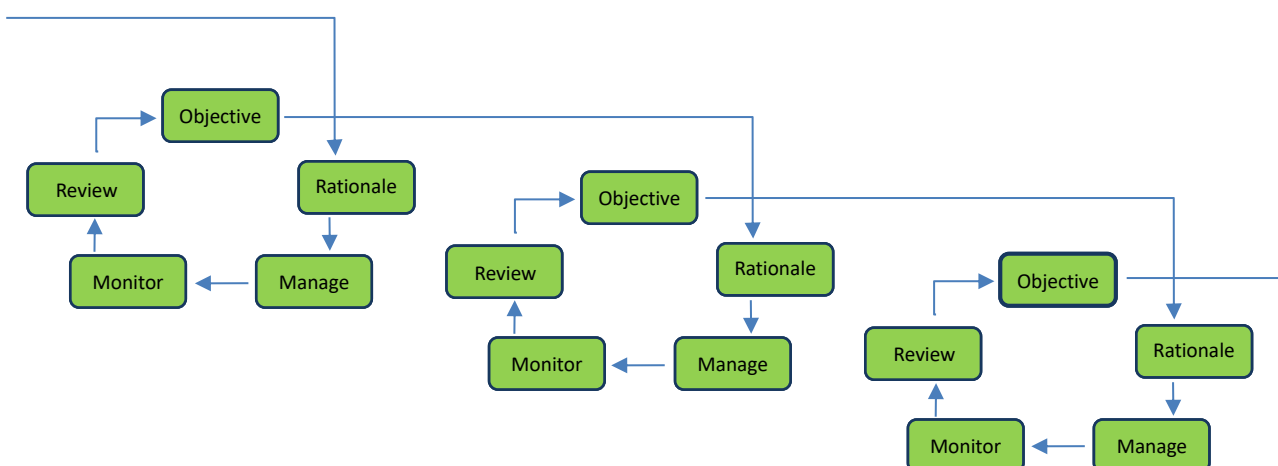 Objective
Review
Rationale
Monitor
Manage
Objective
Review
Rationale
Monitor
Manage
Objective
Review
Rationale
Monitor
Manage